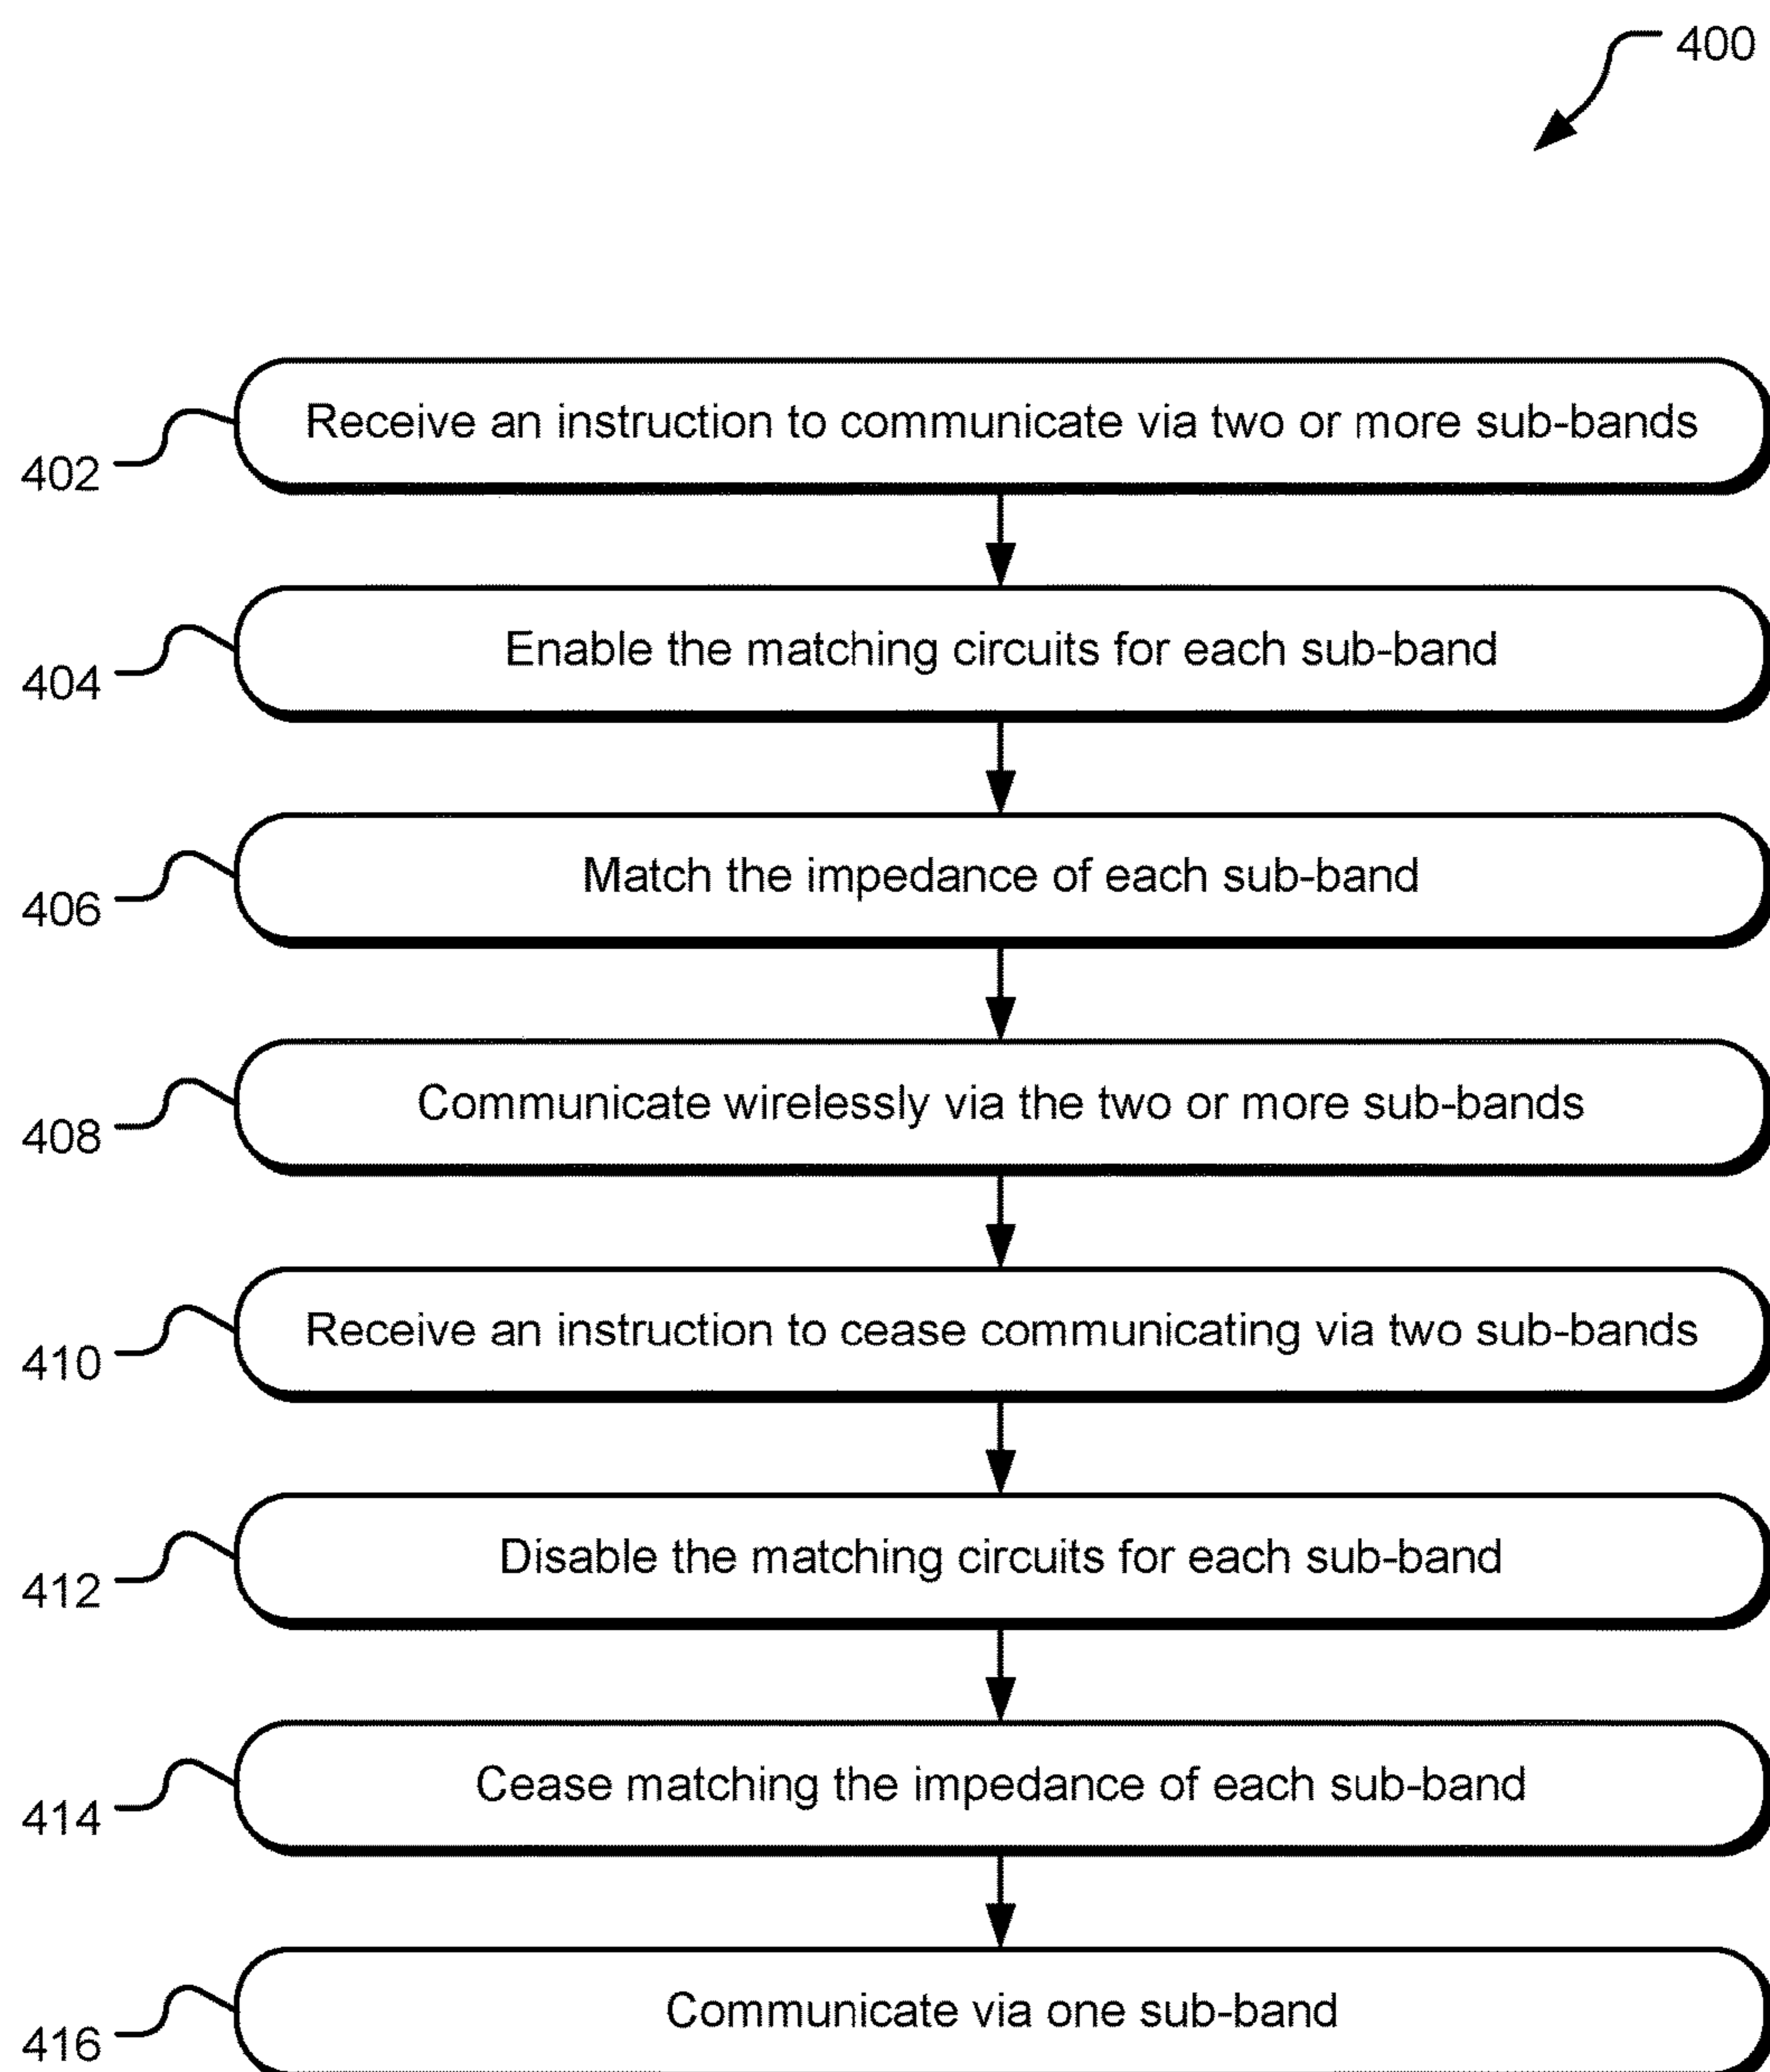 400
Receive an instruction to communicate via two or more sub-bands
402
Enable the matching circuits for each sub-band
404
Match the impedance of each sub-band
406
Communicate wirelessly via the two or more sub-bands
408
Receive an instruction to cease communicating via two sub-bands
410
Disable the matching circuits for each sub-band
412
Cease matching the impedance of each sub-band
414
Communicate via one sub-band
416